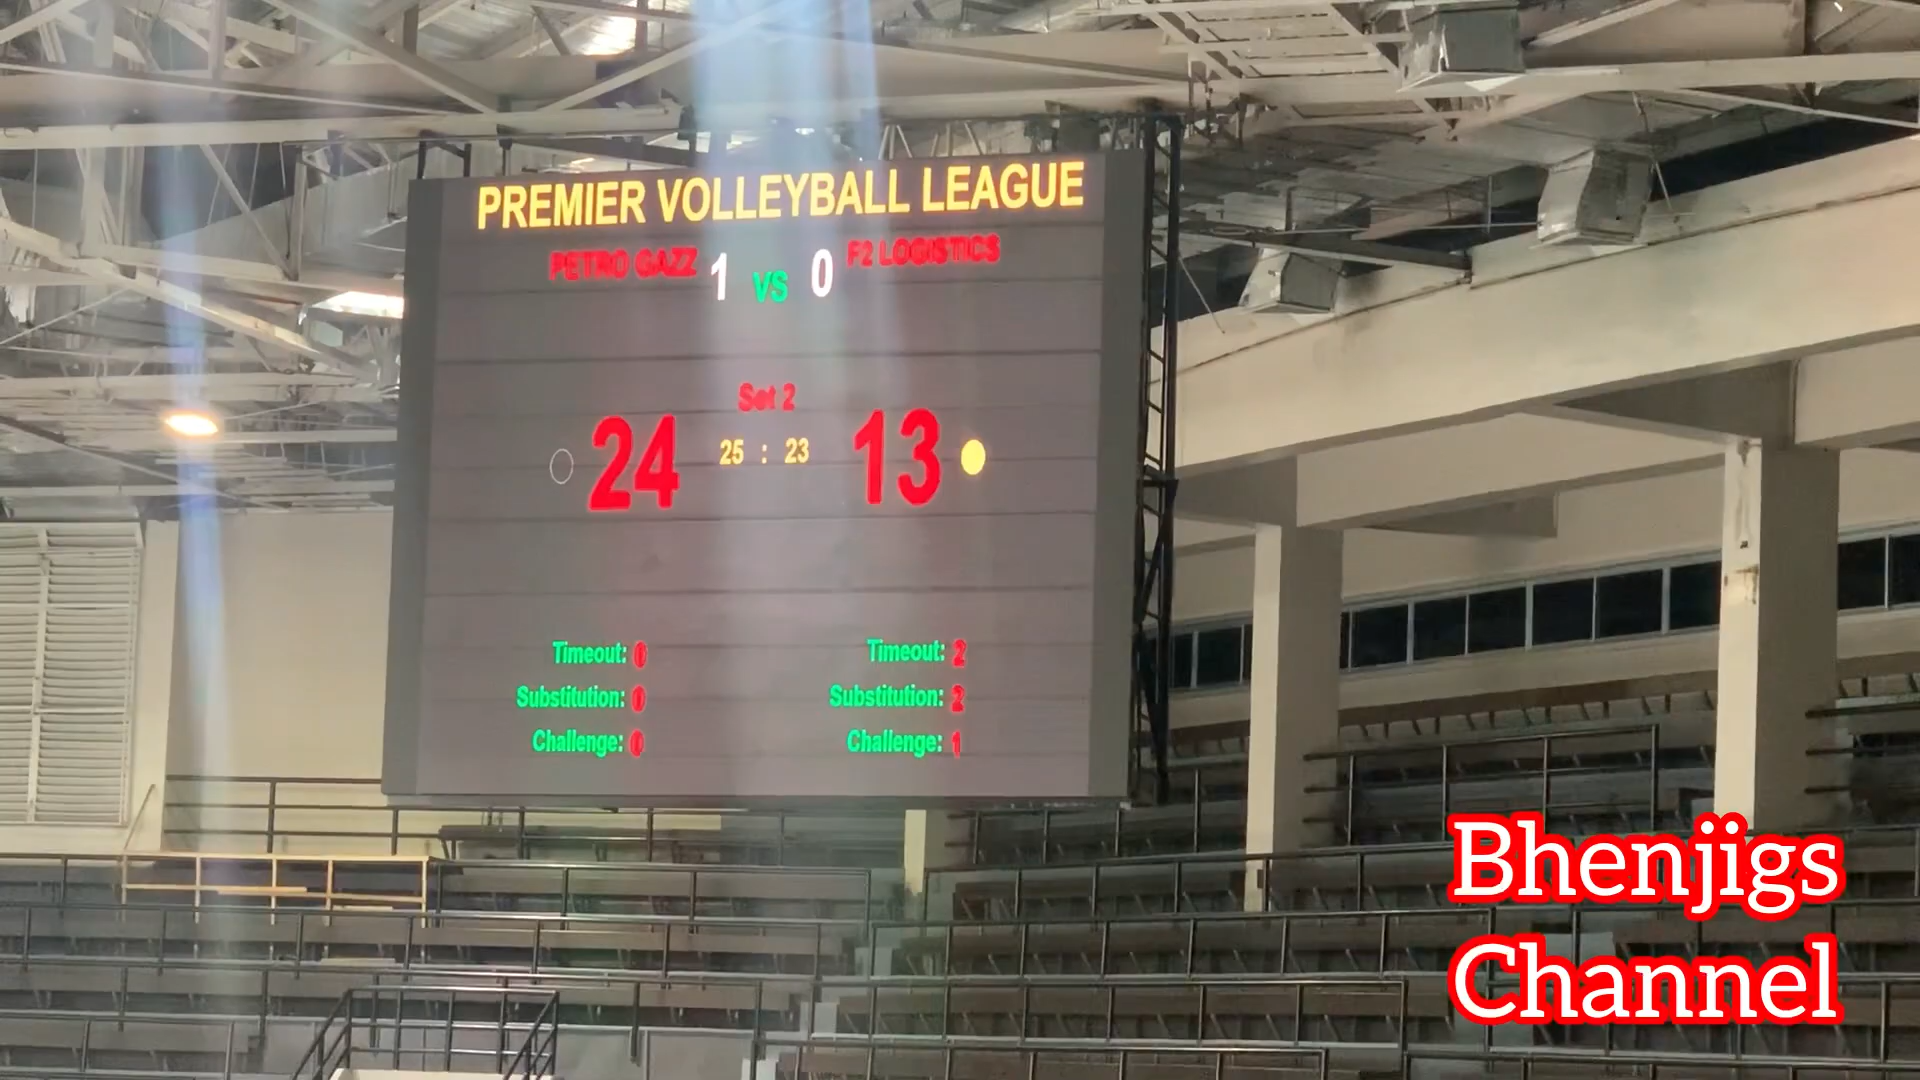 PREMIER VOLLEYBALL LEAGUE
PETRO GAZZ 1 VS 0 F2 LOGISTICS
Set 2
24 25 : 23 13
Timeout: 0 Timeout: 2
Substitution: 0 Substitution: 2
Challenge: 0 Challenge: 1
Bhenjigs
Channel